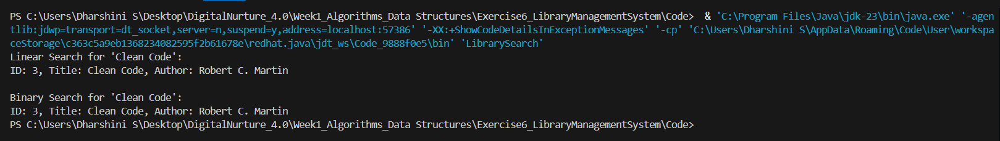 PS C:\Users\Dharshini S\Desktop\DigitalNurture_4.0\Week1_Algorithms_Data Structures\Exercise6_LibraryManagementSystem\Code>  & 'C:\Program Files\Java\jdk-23\bin\java.exe' '-agen
tlib:jdwp=transport=dt_socket,server=n,suspend=y,address=localhost:57386' '-XX:+ShowCodeDetailsInExceptionMessages' '-cp' 'C:\Users\Dharshini S\AppData\Roaming\Code\User\workspa
ceStorage\c363c5a9eb1368234082595f2b61678e\redhat.java\jdt_ws\Code_9888f0e5\bin' 'LibrarySearch'
Linear Search for 'Clean Code':
ID: 3, Title: Clean Code, Author: Robert C. Martin

Binary Search for 'Clean Code':
ID: 3, Title: Clean Code, Author: Robert C. Martin
PS C:\Users\Dharshini S\Desktop\DigitalNurture_4.0\Week1_Algorithms_Data Structures\Exercise6_LibraryManagementSystem\Code>